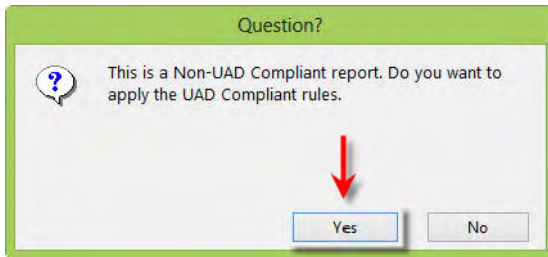 Question?
This is a Non-UAD Compliant report. Do you want to
apply the UAD Compliant rules.
Yes
No